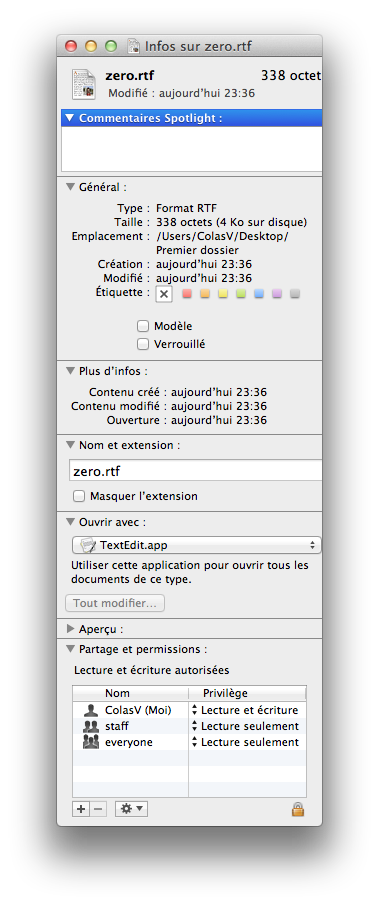 Infos sur zero.rtf
zero.rtf 338 octet
Modifié : aujourd'hui 23:36
Commentaires Spotlight :
Général :
Type : Format RTF
Taille : 338 octets (4 Ko sur disque)
Emplacement : /Users/ColasV/Desktop/
Premier dossier
Création : aujourd'hui 23:36
Modifié : aujourd'hui 23:36
Étiquette :
Modèle
Verrouillé
Plus d'infos :
Contenu créé : aujourd'hui 23:36
Contenu modifié : aujourd'hui 23:36
Ouverture : aujourd'hui 23:36
Nom et extension :
zero.rtf
Masquer l'extension
Ouvrir avec :
TextEdit.app
Utiliser cette application pour ouvrir tous les
documents de ce type.
Tout modifier...
Aperçu :
Partage et permissions :
Lecture et écriture autorisées
Nom Privilège
ColasV (Moi) Lecture et écriture
staff Lecture seulement
everyone Lecture seulement